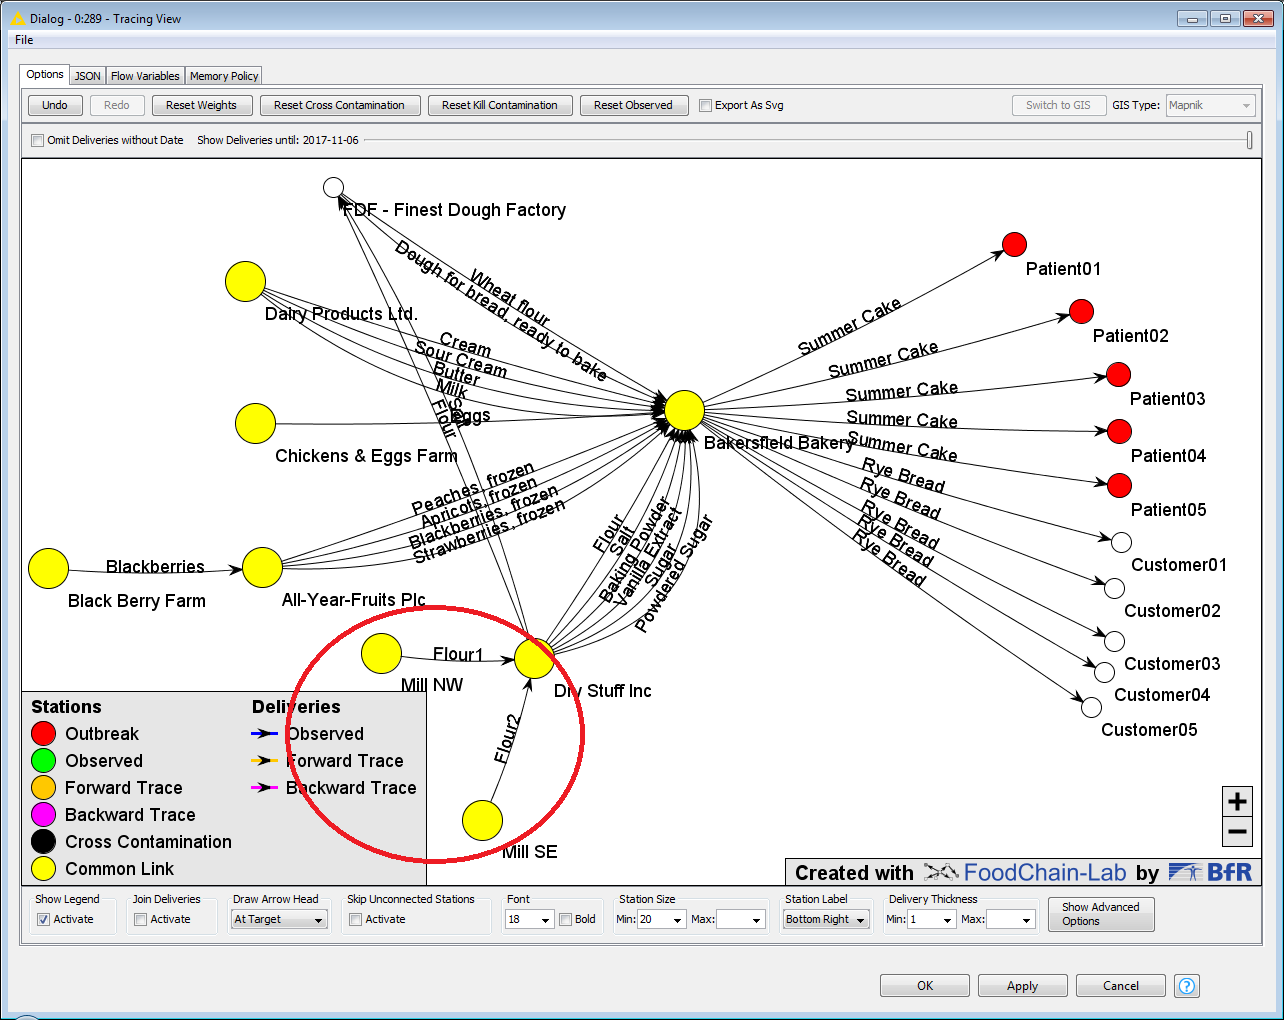 Dialog - 0:289 - Tracing View
File
Options JSON Flow Variables Memory Policy
Undo Redo Reset Weights Reset Cross Contamination Reset Kill Contamination Reset Observed Export As Svg Switch to GIS GIS Type: Mapnik
Omit Deliveries without Date Show Deliveries until: 2017-11-06
FDF - Finest Dough Factory
Wheat flour
Dough for bread, ready to bake
Dairy Products Ltd.
Cream
Sour Cream
Butter
Milk
Flour
Eggs
Chickens & Eggs Farm
Bakersfield Bakery
Summer Cake
Patient01
Summer Cake
Patient02
Summer Cake
Patient03
Summer Cake
Patient04
Summer Cake
Patient05
Rye Bread
Customer01
Rye Bread
Customer02
Rye Bread
Customer03
Rye Bread
Customer04
Rye Bread
Customer05
Peaches, frozen
Apricots, frozen
Blackberries, frozen
Strawberries, frozen
Flour
Salt
Baking Powder
Vanilla Extract
Sugar
Powdered Sugar
Blackberries
Black Berry Farm
All-Year-Fruits Plc
Flour1
Mill NW
Dry Stuff Inc
Flour2
Mill SE
Stations Deliveries
Outbreak Observed
Observed Forward Trace
Forward Trace Backward Trace
Backward Trace
Cross Contamination
Common Link
+
−
Created with FoodChain-Lab by BfR
Show Legend Join Deliveries Draw Arrow Head Skip Unconnected Stations Font Station Size Station Label Delivery Thickness
Activate Activate At Target Activate 18 Bold Min: 20 Max: Bottom Right Min: 1 Max: Show Advanced Options
OK Apply Cancel ?